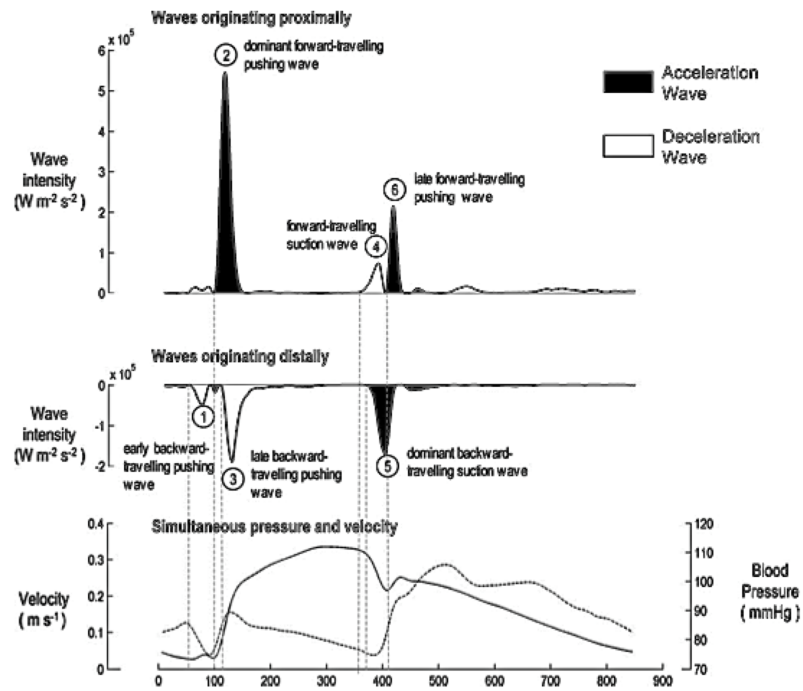 Waves originating proximally
x 10⁵
6
5
4
3
2
1
0
Wave
intensity
(W m⁻² s⁻²)
2
dominant forward-travelling
pushing wave
forward-travelling
suction wave
4
6
late forward-travelling
pushing wave
Acceleration
Wave
Deceleration
Wave
Waves originating distally
x 10⁵
0
-1
-2
Wave
intensity
(W m⁻² s⁻²)
1
early backward-
travelling pushing
wave
3
late backward-
travelling pushing
wave
5
dominant backward-
travelling suction wave
Simultaneous pressure and velocity
0.4
0.3
0.2
0.1
0
Velocity
( m s⁻¹)
120
110
100
90
80
70
Blood
Pressure
( mmHg)
0 100 200 300 400 500 600 700 800 900